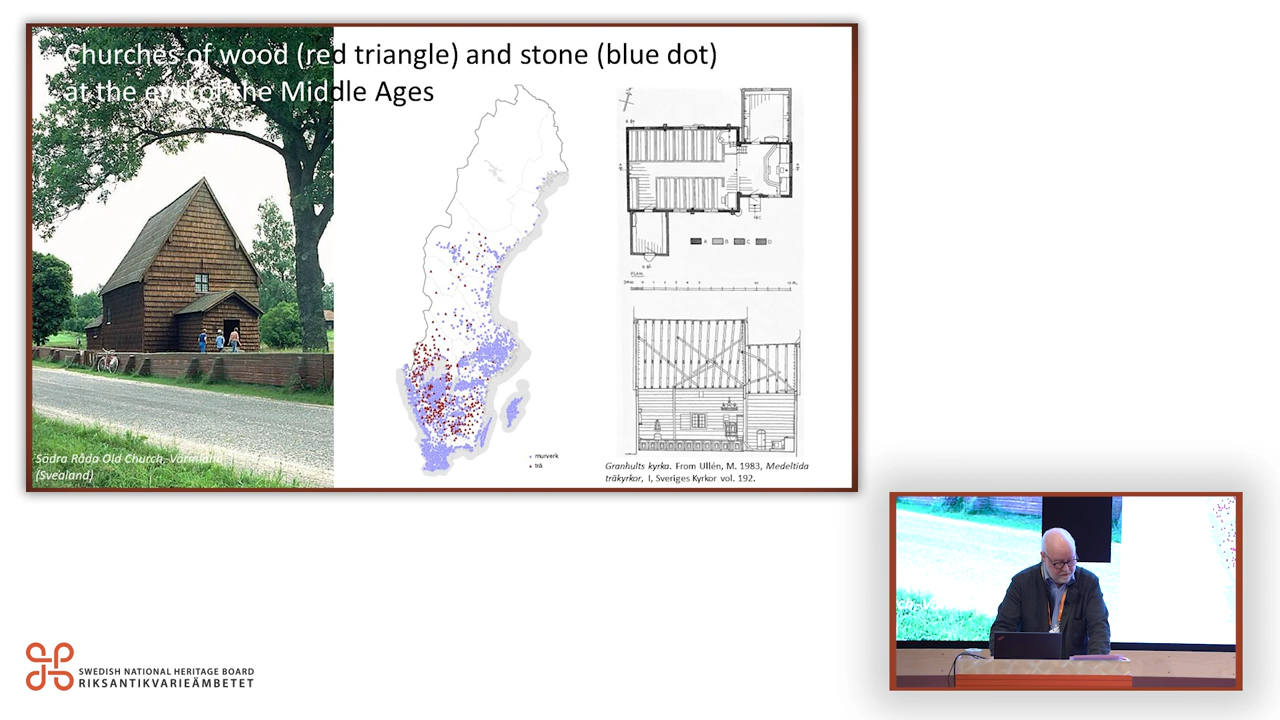 Churches of wood (red triangle) and stone (blue dot)
at the end of the Middle Ages
Södra Råda Old Church, Värmland
(Svealand)
murverk
trä
PLAN.
Granhults kyrka. From Ullén, M. 1983, Medeltida
träkyrkor, I, Sveriges Kyrkor vol. 192.
SWEDISH NATIONAL HERITAGE BOARD
RIKSANTIKVARIEÄMBETET